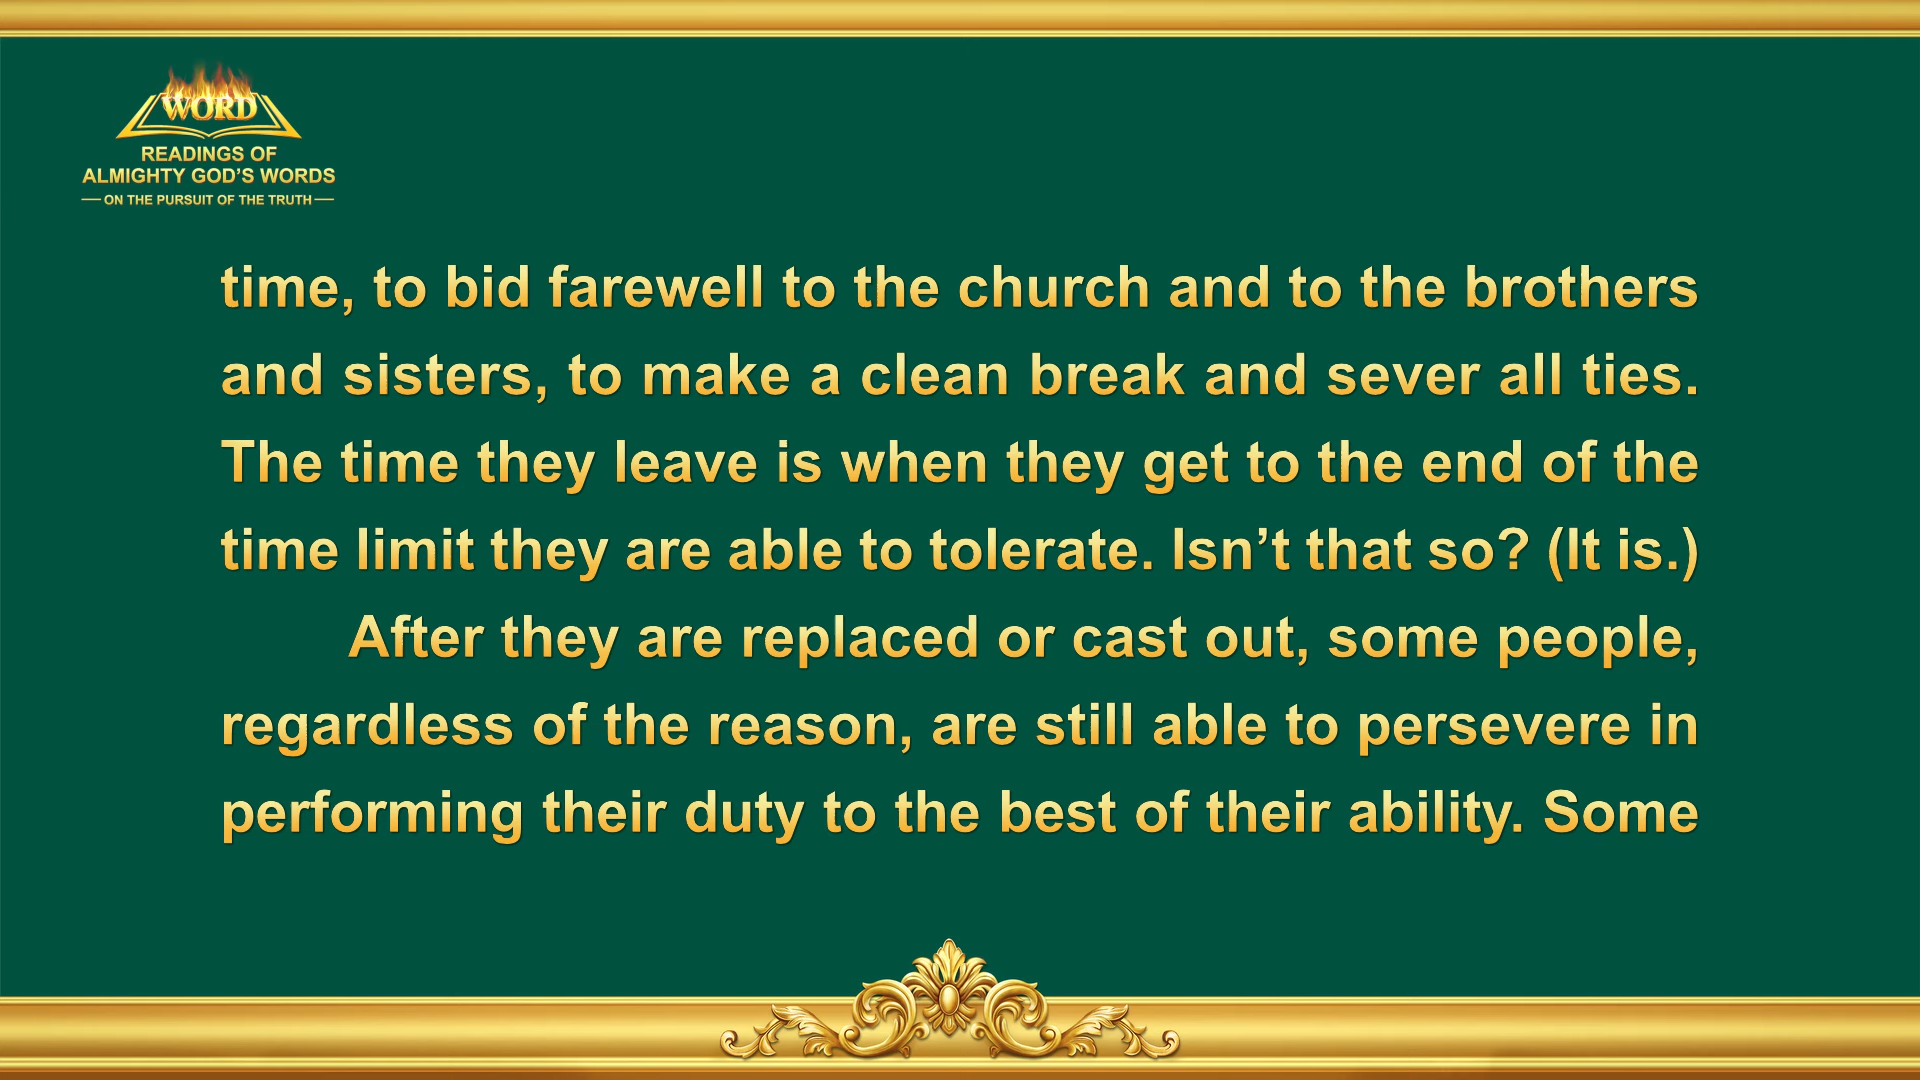 WORD
READINGS OF
ALMIGHTY GOD’S WORDS
— ON THE PURSUIT OF THE TRUTH —
time, to bid farewell to the church and to the brothers
and sisters, to make a clean break and sever all ties.
The time they leave is when they get to the end of the
time limit they are able to tolerate. Isn’t that so? (It is.)
After they are replaced or cast out, some people,
regardless of the reason, are still able to persevere in
performing their duty to the best of their ability. Some